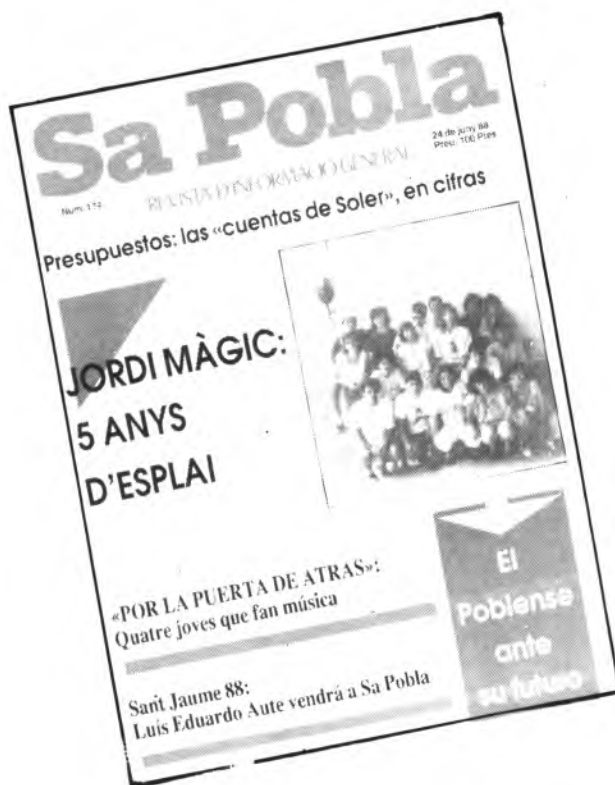 Sa Pobla
Num. 179
REVISTA D'INFORMACIÓ GENERAL
24 de juny 88
Preu: 100 Ptes
Presupuestos: las «cuentas de Soler», en cifras
JORDI MÀGIC:
5 ANYS
D'ESPLAI
«POR LA PUERTA DE ATRAS»:
Quatre joves que fan música
Sant Jaume 88:
Luis Eduardo Aute vendrá a Sa Pobla
El
Poblense
ante
su futuro